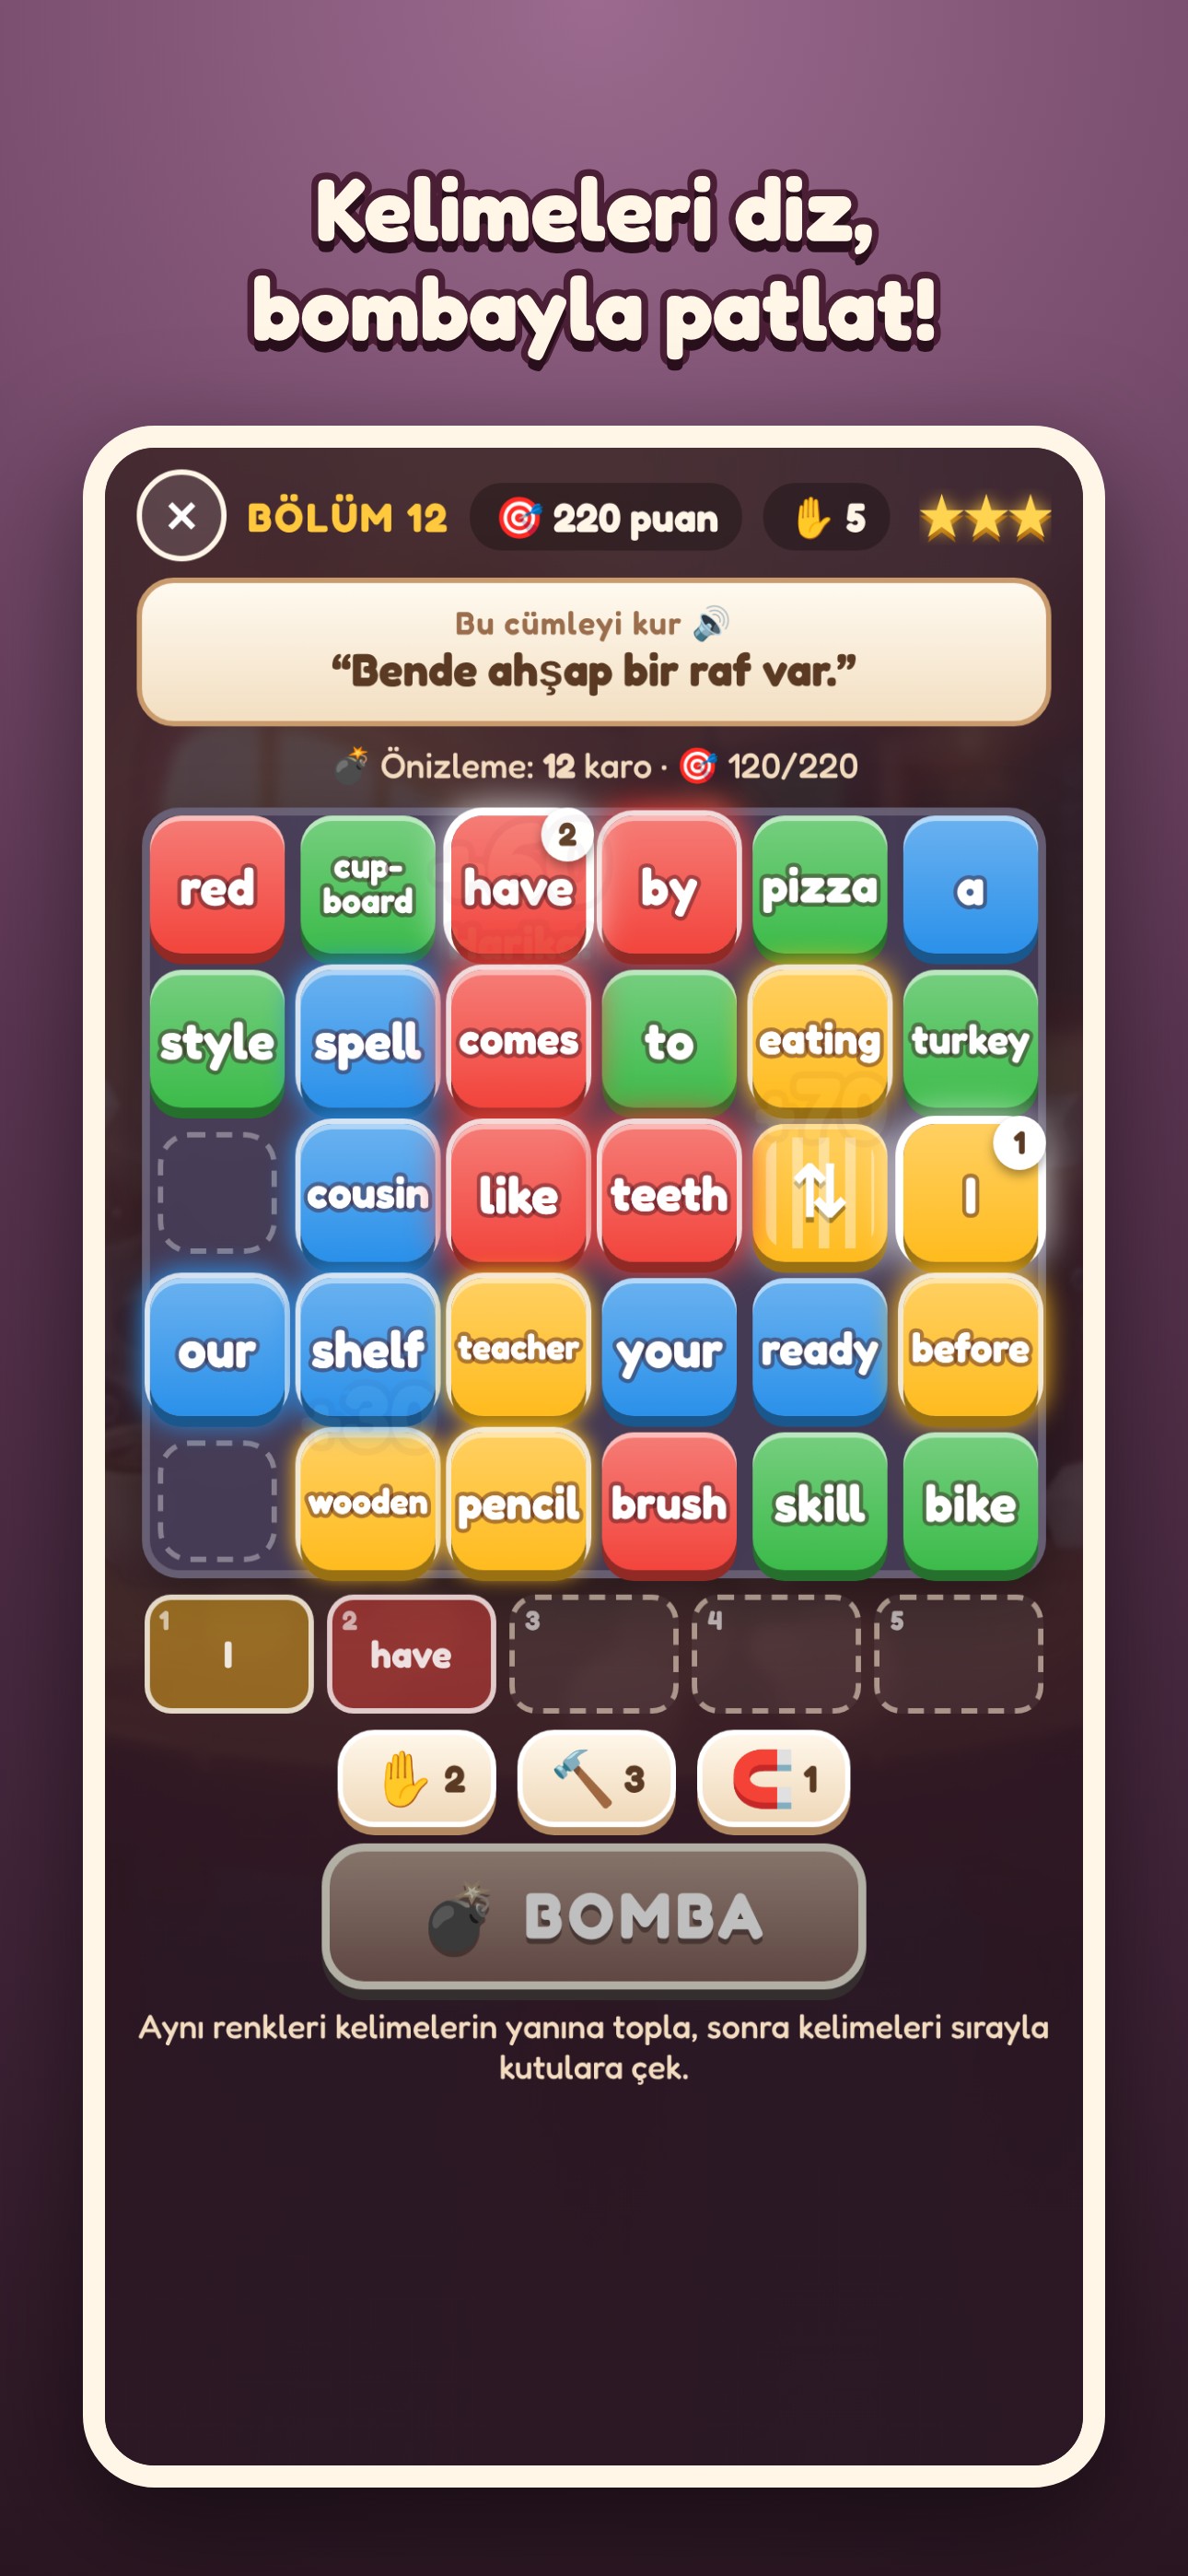 Kelimeleri diz,
bombayla patlat!
BÖLÜM 12 220 puan 5
Bu cümleyi kur
“Bende ahşap bir raf var.”
Önizleme: 12 karo · 120/220
red cup-board have 2 by pizza a
style spell comes to eating turkey
cousin like teeth I 1
our shelf teacher your ready before
wooden pencil brush skill bike
1 I 2 have 3 4 5
2 3 1
BOMBA
Aynı renkleri kelimelerin yanına topla, sonra kelimeleri sırayla
kutulara çek.